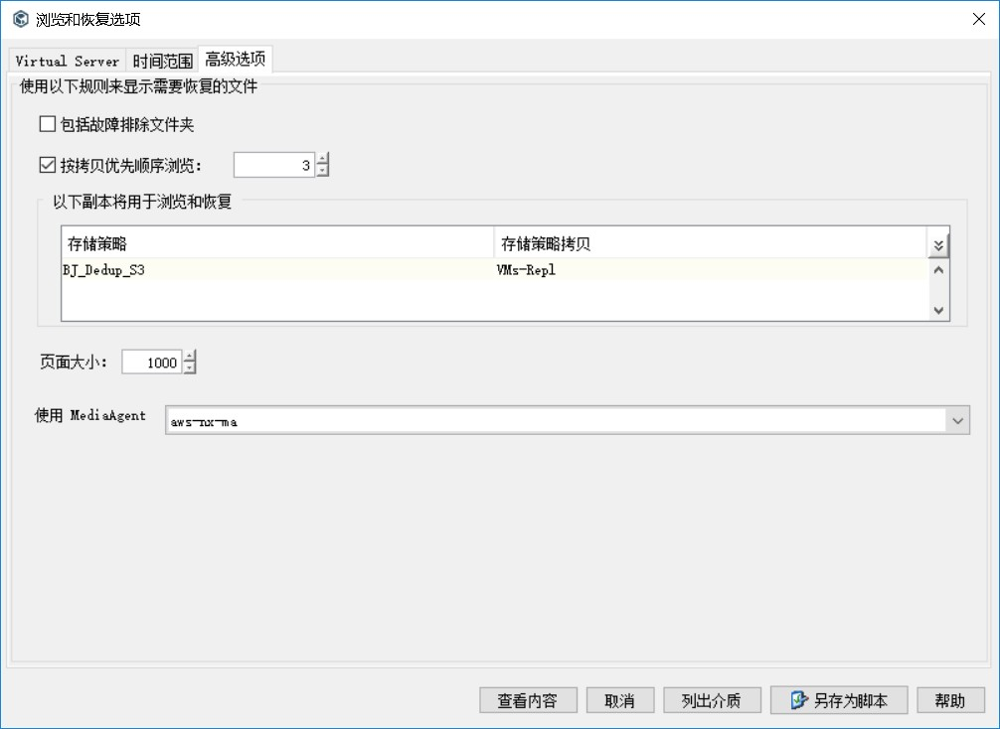 浏览和恢复选项
Virtual Server 时间范围 高级选项
使用以下规则来显示需要恢复的文件
包括故障排除文件夹
按拷贝优先顺序浏览： 3
以下副本将用于浏览和恢复
存储策略 存储策略拷贝
BJ_Dedup_S3 VMs-Repl
页面大小： 1000
使用 MediaAgent aws-nx-ma
查看内容 取消 列出介质 另存为脚本 帮助